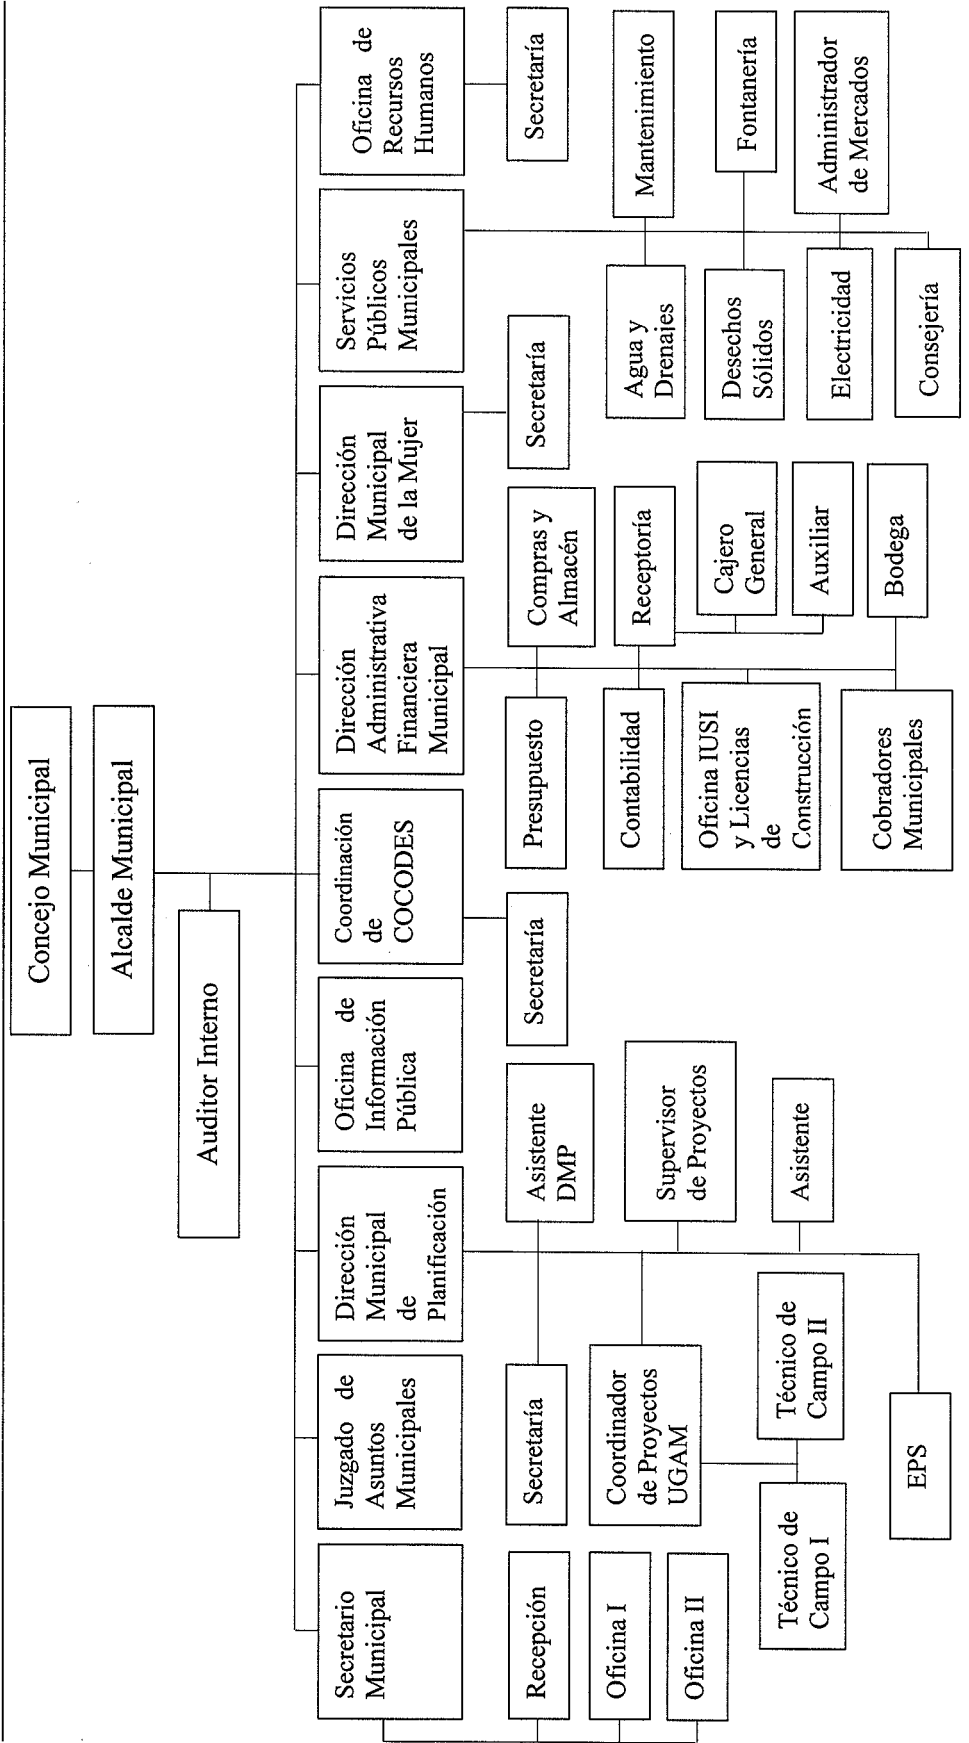 Concejo Municipal
Alcalde Municipal
Auditor Interno
Secretario
Municipal
Juzgado de
Asuntos
Municipales
Dirección
Municipal
de
Planificación
Oficina de
Información
Pública
Coordinación
de
COCODES
Dirección
Administrativa
Financiera
Municipal
Dirección
Municipal
de la Mujer
Servicios
Públicos
Municipales
Oficina de
Recursos
Humanos
Recepción
Oficina I
Oficina II
Secretaría
Asistente
DMP
Coordinador
de Proyectos
UGAM
Supervisor
de Proyectos
Técnico de
Campo I
Técnico de
Campo II
Asistente
EPS
Secretaría
Presupuesto
Compras y
Almacén
Contabilidad
Receptoría
Oficina IUSI
y Licencias
de
Construcción
Cajero
General
Auxiliar
Cobradores
Municipales
Bodega
Secretaría
Agua y
Drenajes
Mantenimiento
Desechos
Sólidos
Fontanería
Electricidad
Administrador
de Mercados
Consejería
Secretaría